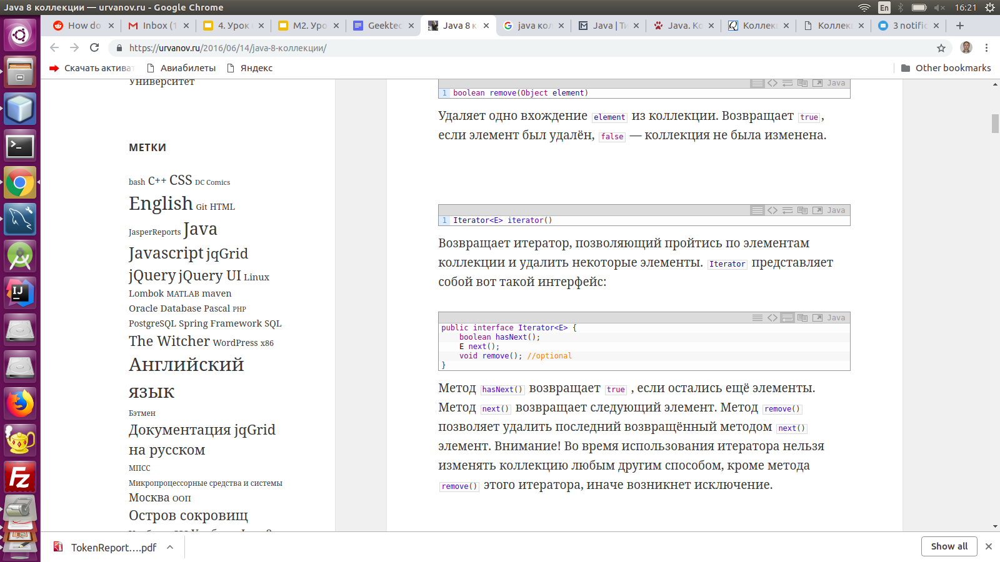 Java 8 коллекции — urvanov.ru - Google Chrome
En
16:21
How do
Inbox (1
4. Урок
M2. Уро
Geektec
Java 8 к
java кол
Java | Ти
Java. Ко
Коллек
Коллек
3 notific
https://urvanov.ru/2016/06/14/java-8-коллекции/
Скачать активат
Авиабилеты
Яндекс
Other bookmarks
Университет
МЕТКИ
bash C++ CSS DC Comics
English Git HTML
JasperReports Java
Javascript jqGrid
jQuery jQuery UI Linux
Lombok MATLAB maven
Oracle Database Pascal PHP
PostgreSQL Spring Framework SQL
The Witcher WordPress x86
Английский
язык
Бэтмен
Документация jqGrid
на русском
МПСС
Микропроцессорные средства и системы
Москва ООП
Остров сокровищ
Java
1 boolean remove(Object element)
Удаляет одно вхождение element из коллекции. Возвращает true,
если элемент был удалён, false — коллекция не была изменена.
Java
1 Iterator<E> iterator()
Возвращает итератор, позволяющий пройтись по элементам
коллекции и удалить некоторые элементы. Iterator представляет
собой вот такой интерфейс:
Java
public interface Iterator<E> {
    boolean hasNext();
    E next();
    void remove(); //optional
}
Метод hasNext() возвращает true , если остались ещё элементы.
Метод next() возвращает следующий элемент. Метод remove()
позволяет удалить последний возвращённый методом next()
элемент. Внимание! Во время использования итератора нельзя
изменять коллекцию любым другим способом, кроме метода
remove() этого итератора, иначе возникнет исключение.
TokenReport....pdf
Show all